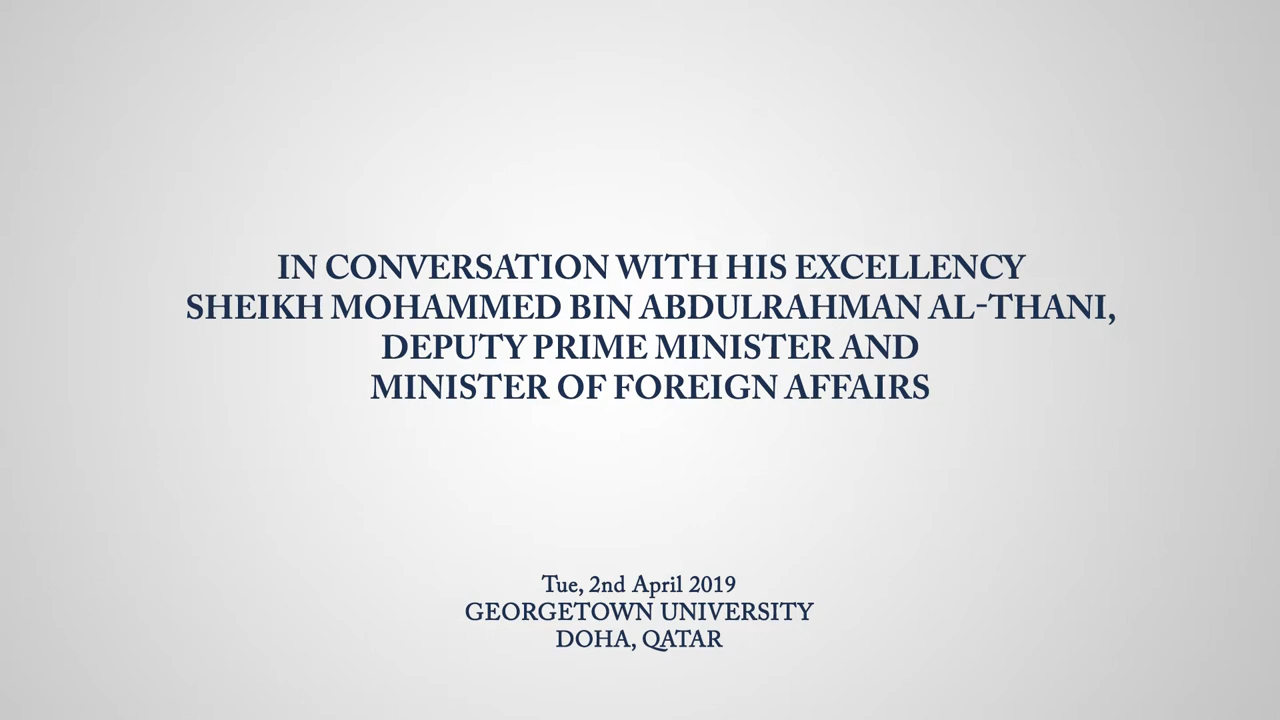 IN CONVERSATION WITH HIS EXCELLENCY
SHEIKH MOHAMMED BIN ABDULRAHMAN AL-THANI,
DEPUTY PRIME MINISTER AND
MINISTER OF FOREIGN AFFAIRS
Tue, 2nd April 2019
GEORGETOWN UNIVERSITY
DOHA, QATAR